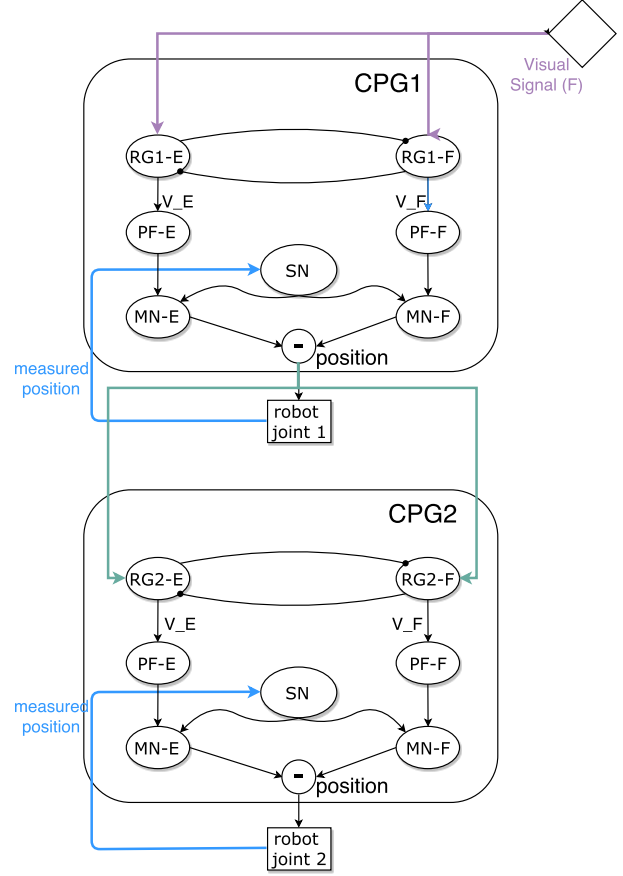 Visual
Signal (F)
CPG1
RG1-E
RG1-F
V_E
V_F
PF-E
PF-F
SN
MN-E
MN-F
-
position
measured
position
robot
joint 1
CPG2
RG2-E
RG2-F
V_E
V_F
PF-E
PF-F
SN
measured
position
MN-E
MN-F
-
position
robot
joint 2